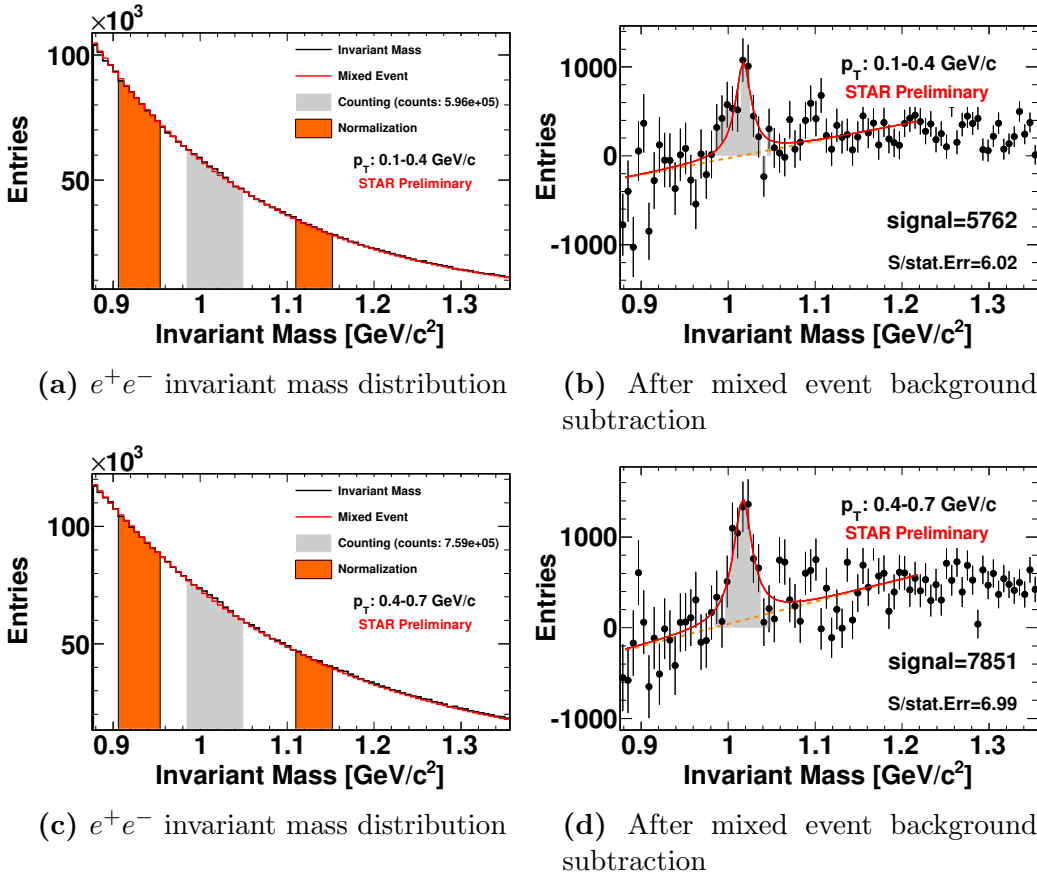 ×10³
100
50
Entries
Invariant Mass
Mixed Event
Counting (counts: 5.96e+05)
Normalization
p_T: 0.1-0.4 GeV/c
STAR Preliminary
0.9 1 1.1 1.2 1.3
Invariant Mass [GeV/c²]
(a) e⁺e⁻ invariant mass distribution
1000
0
-1000
Entries
p_T: 0.1-0.4 GeV/c
STAR Preliminary
signal=5762
S/stat.Err=6.02
0.9 1 1.1 1.2 1.3
Invariant Mass [GeV/c²]
(b) After mixed event background
subtraction
×10³
100
50
Entries
Invariant Mass
Mixed Event
Counting (counts: 7.59e+05)
Normalization
p_T: 0.4-0.7 GeV/c
STAR Preliminary
0.9 1 1.1 1.2 1.3
Invariant Mass [GeV/c²]
(c) e⁺e⁻ invariant mass distribution
1000
0
-1000
Entries
p_T: 0.4-0.7 GeV/c
STAR Preliminary
signal=7851
S/stat.Err=6.99
0.9 1 1.1 1.2 1.3
Invariant Mass [GeV/c²]
(d) After mixed event background
subtraction